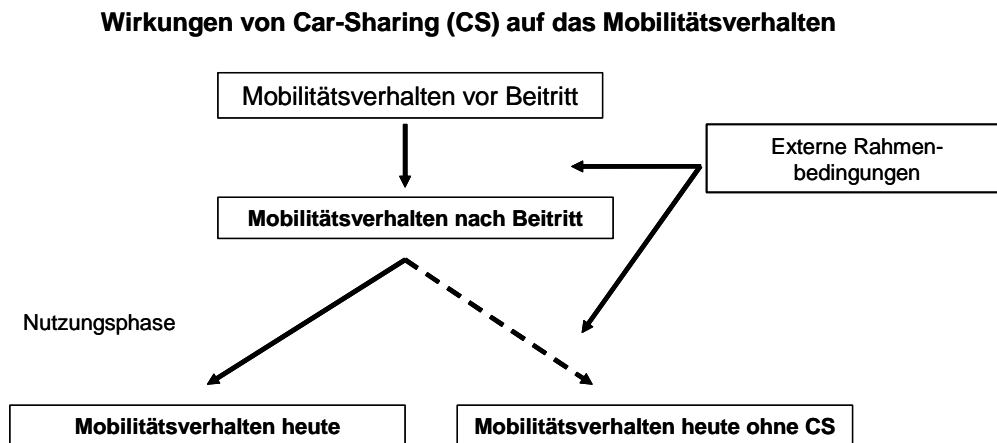 Wirkungen von Car-Sharing (CS) auf das Mobilitätsverhalten
Mobilitätsverhalten vor Beitritt
Externe Rahmen-
bedingungen
Mobilitätsverhalten nach Beitritt
Nutzungsphase
Mobilitätsverhalten heute
Mobilitätsverhalten heute ohne CS